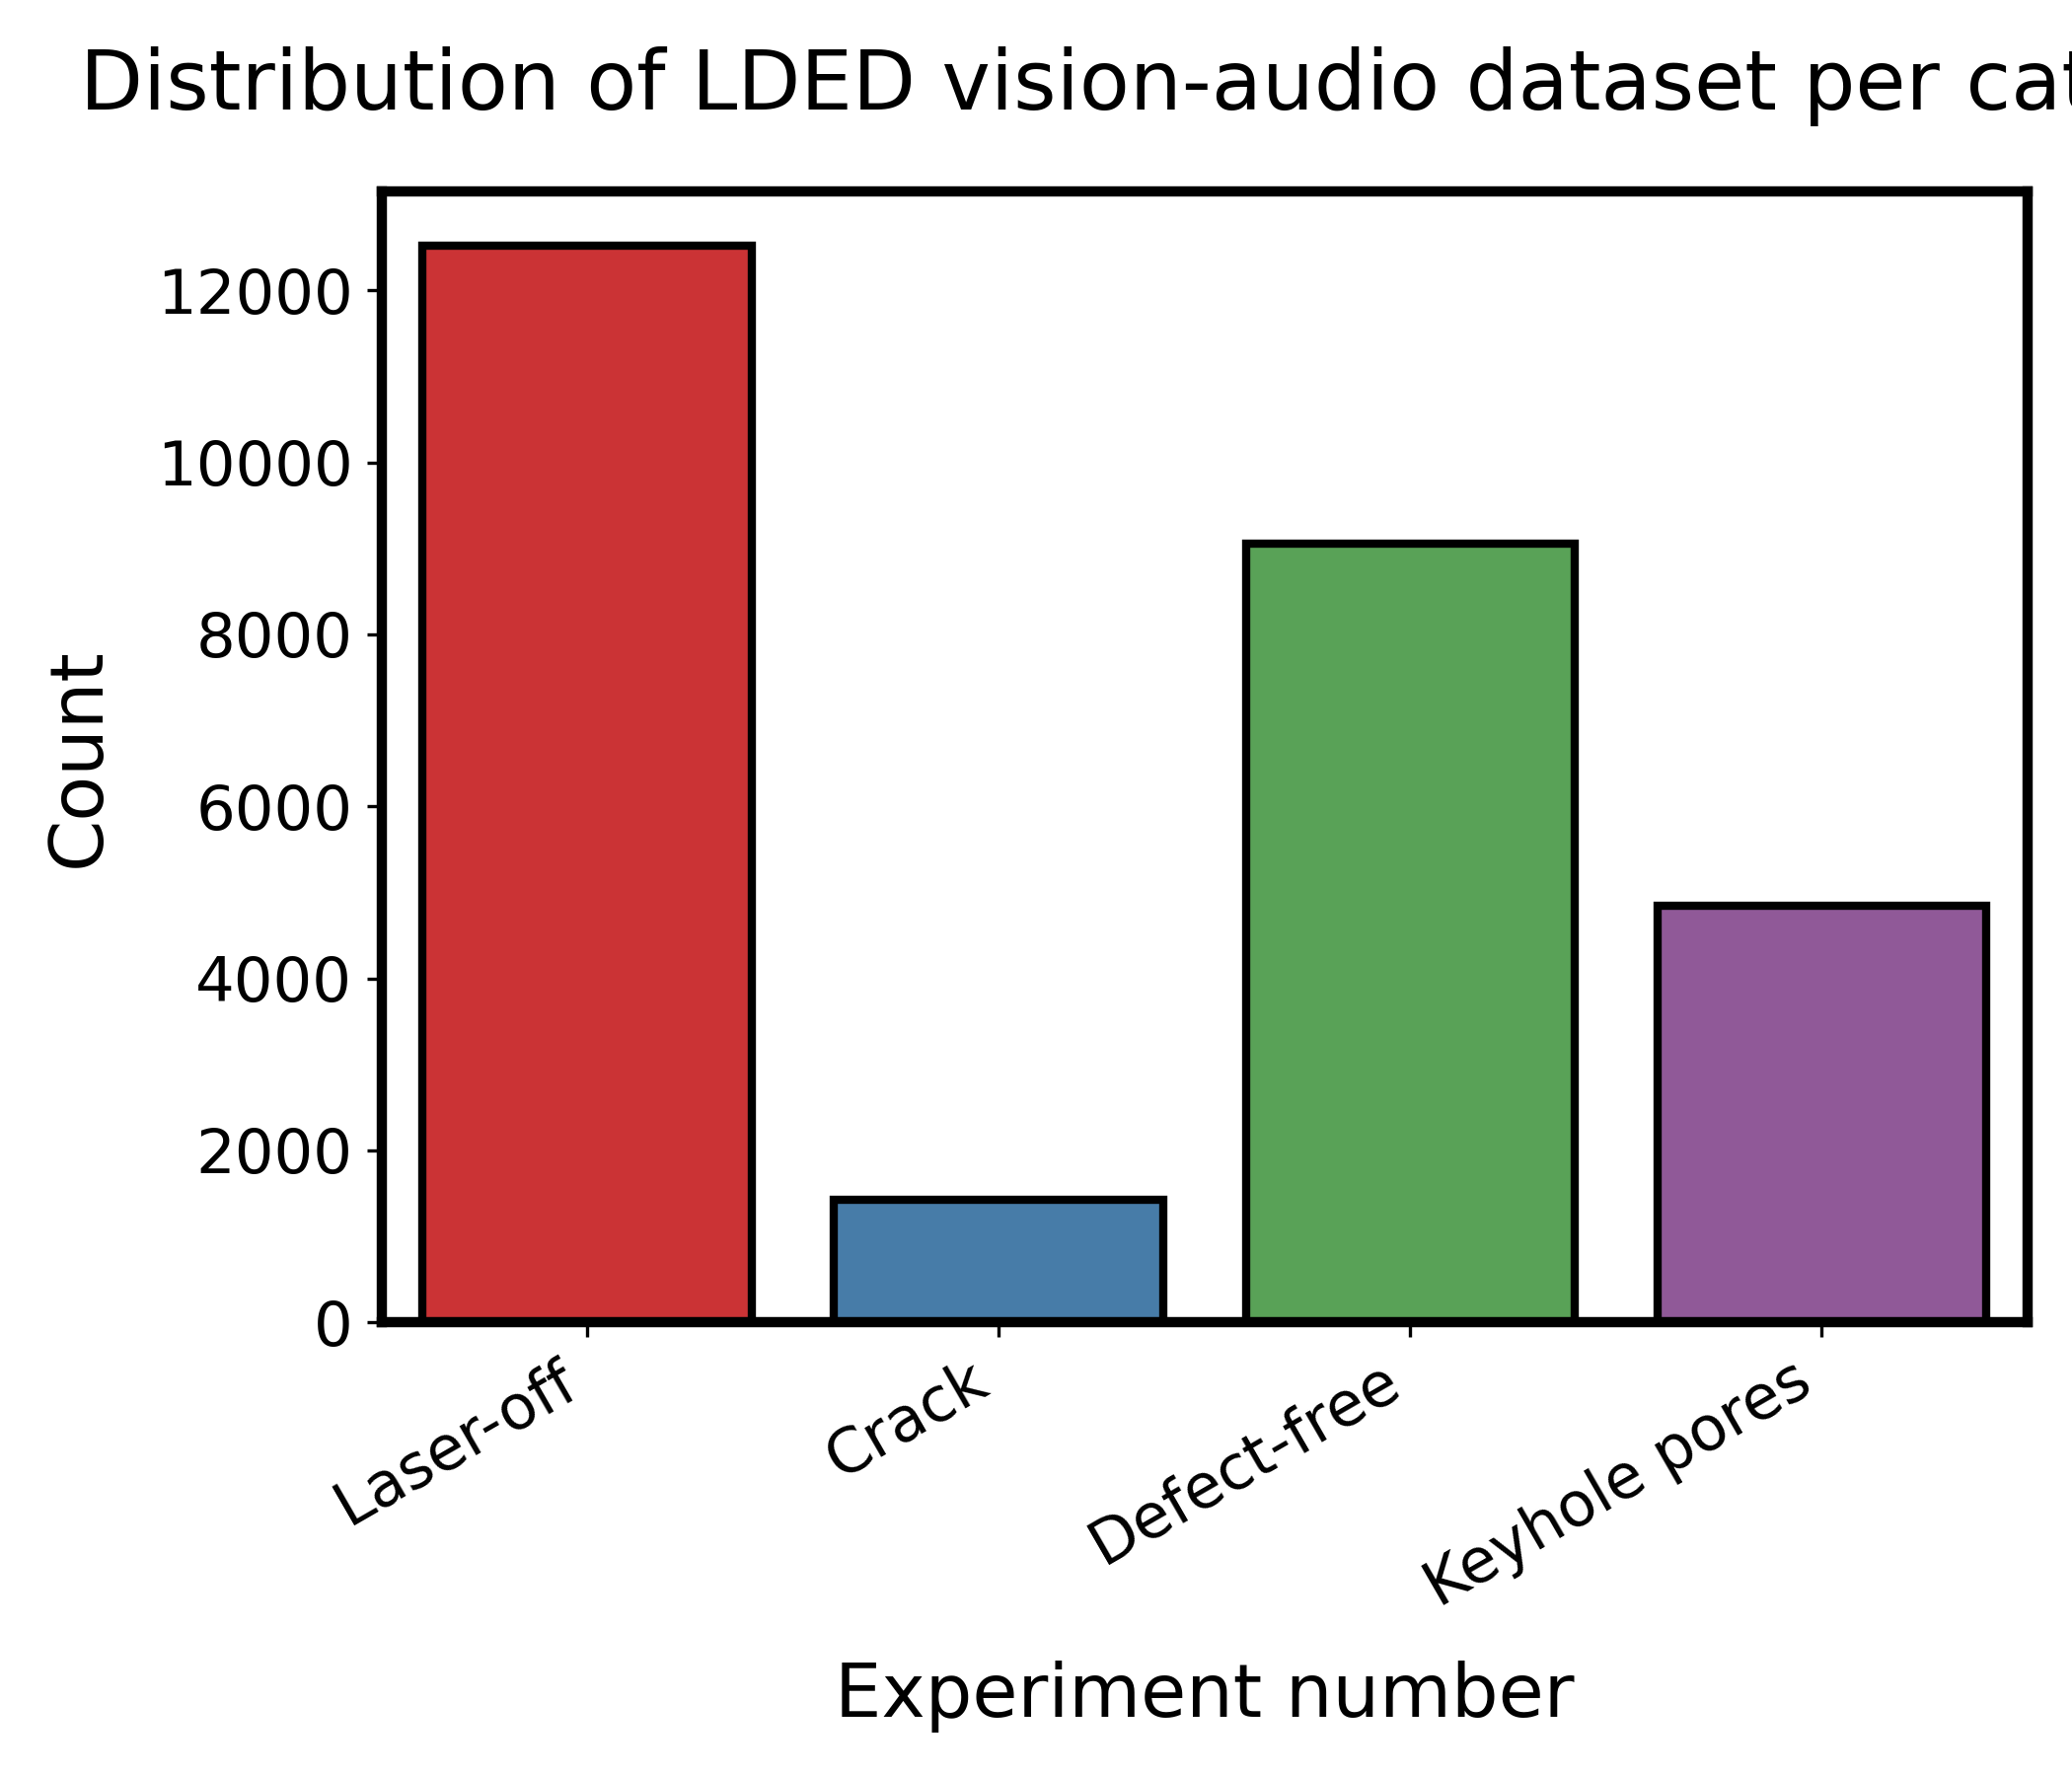 Distribution of LDED vision-audio dataset per
Count
12000
10000
8000
6000
4000
2000
0
Laser-off
Crack
Defect-free
Keyhole pores
Experiment number